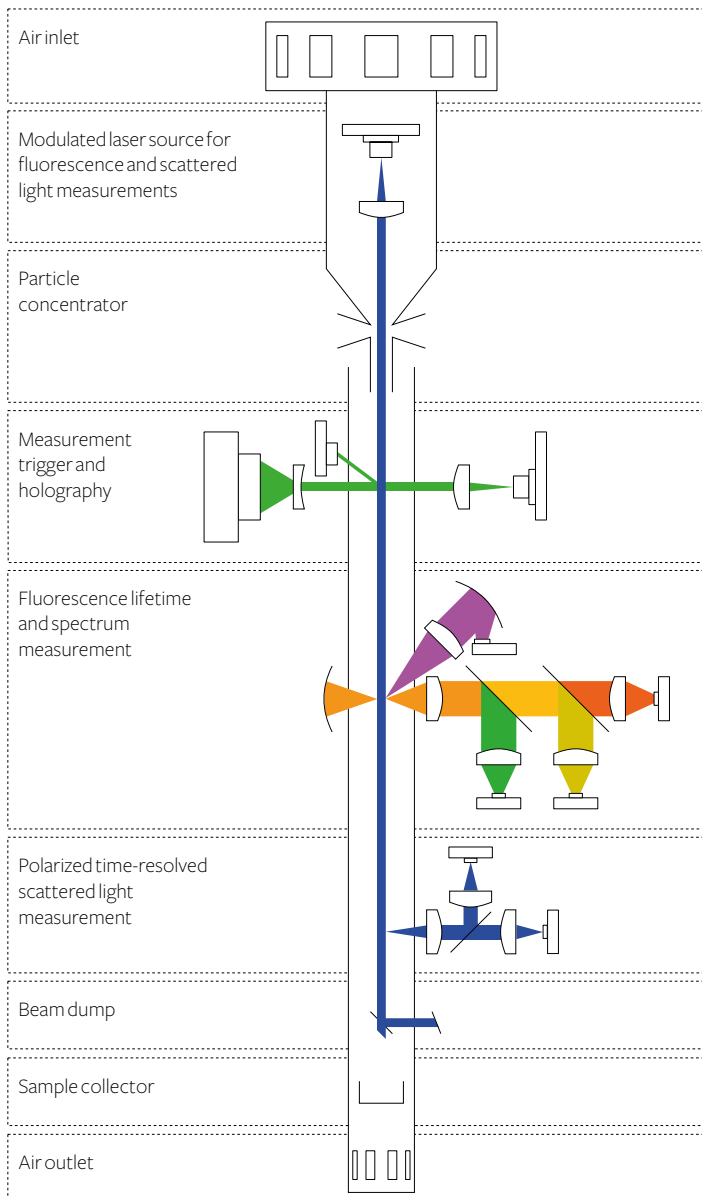 Air inlet
Modulated laser source for
fluorescence and scattered
light measurements
Particle
concentrator
Measurement
trigger and
holography
Fluorescence lifetime
and spectrum
measurement
Polarized time-resolved
scattered light
measurement
Beam dump
Sample collector
Air outlet